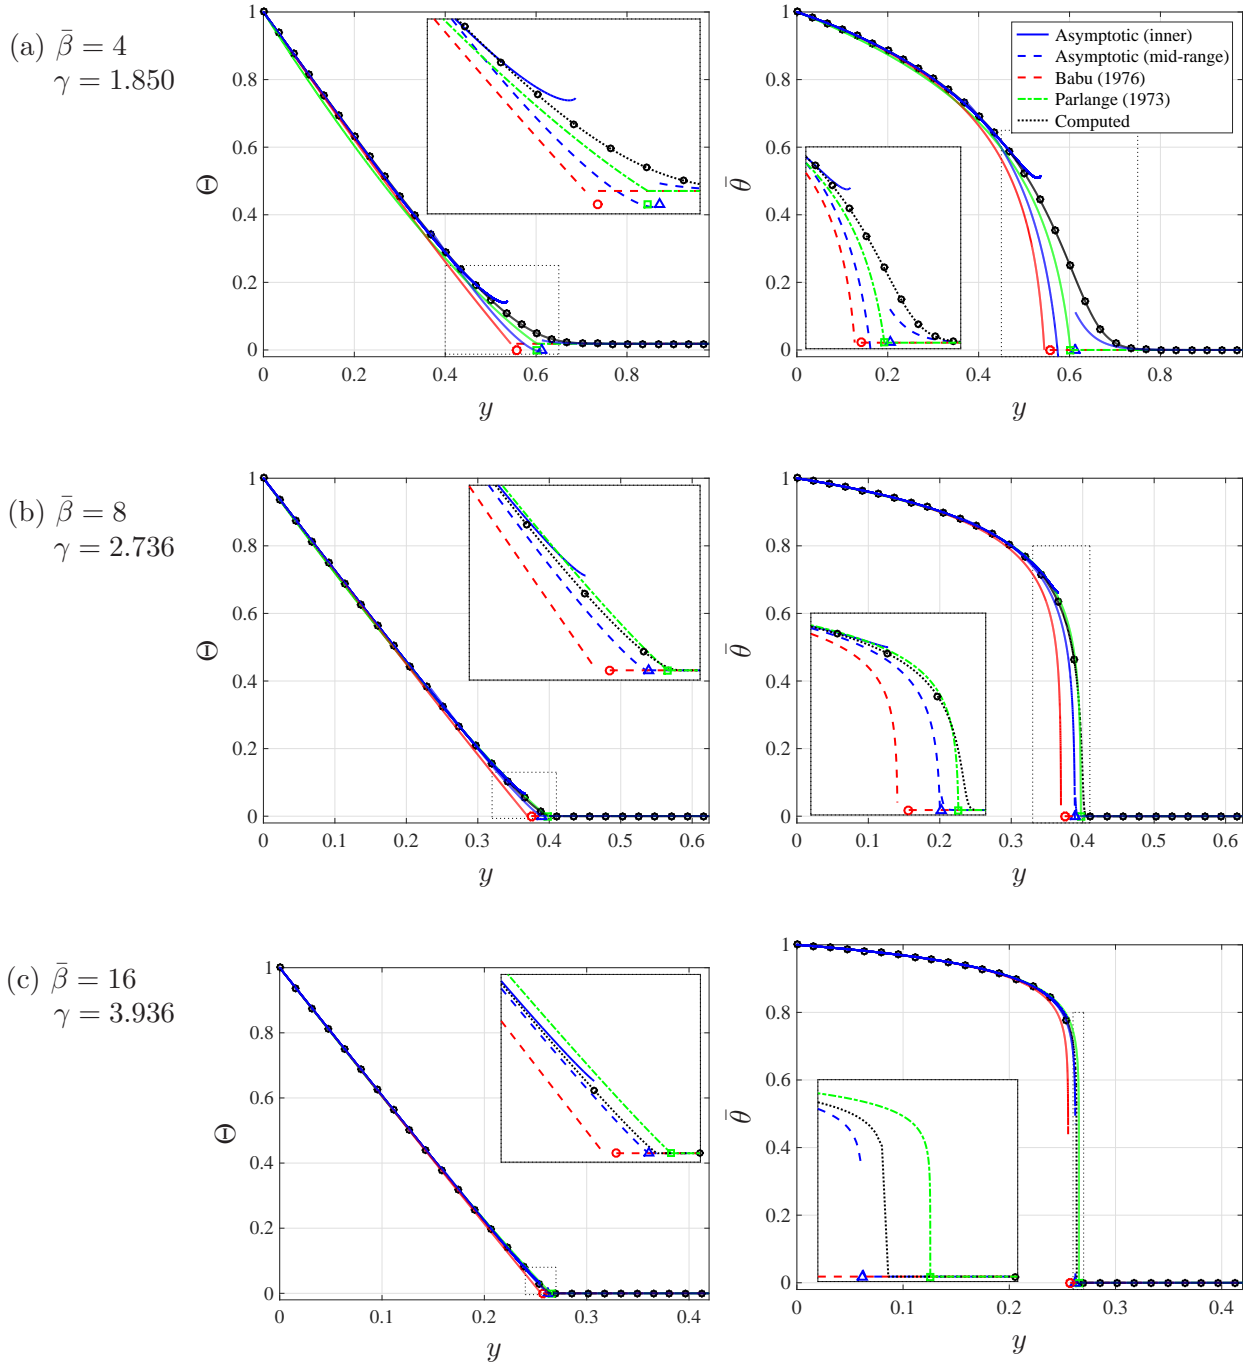 (a) β̄ = 4
γ = 1.850
1
0.8
0.6
0.4
0.2
0
Θ
0 0.2 0.4 0.6 0.8
y
1
0.8
0.6
0.4
0.2
0
θ̄
0 0.2 0.4 0.6 0.8
y
Asymptotic (inner)
Asymptotic (mid-range)
Babu (1976)
Parlange (1973)
Computed
(b) β̄ = 8
γ = 2.736
1
0.8
0.6
0.4
0.2
0
Θ
0 0.1 0.2 0.3 0.4 0.5 0.6
y
1
0.8
0.6
0.4
0.2
0
θ̄
0 0.1 0.2 0.3 0.4 0.5 0.6
y
(c) β̄ = 16
γ = 3.936
1
0.8
0.6
0.4
0.2
0
Θ
0 0.1 0.2 0.3 0.4
y
1
0.8
0.6
0.4
0.2
0
θ̄
0 0.1 0.2 0.3 0.4
y